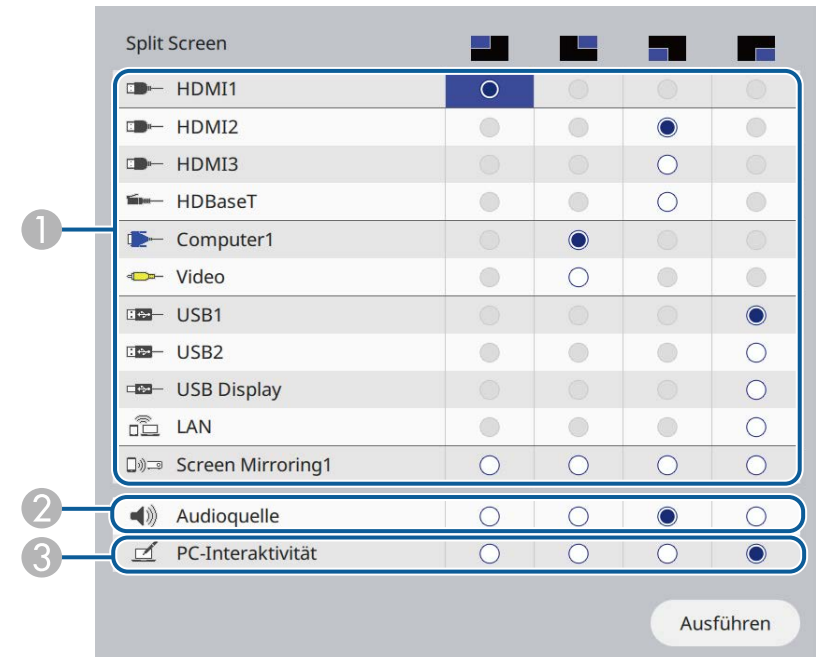 Split Screen
HDMI1
HDMI2
HDMI3
HDBaseT
1
Computer1
Video
USB1
USB2
USB Display
LAN
Screen Mirroring1
2
Audioquelle
3
PC-Interaktivität
Ausführen